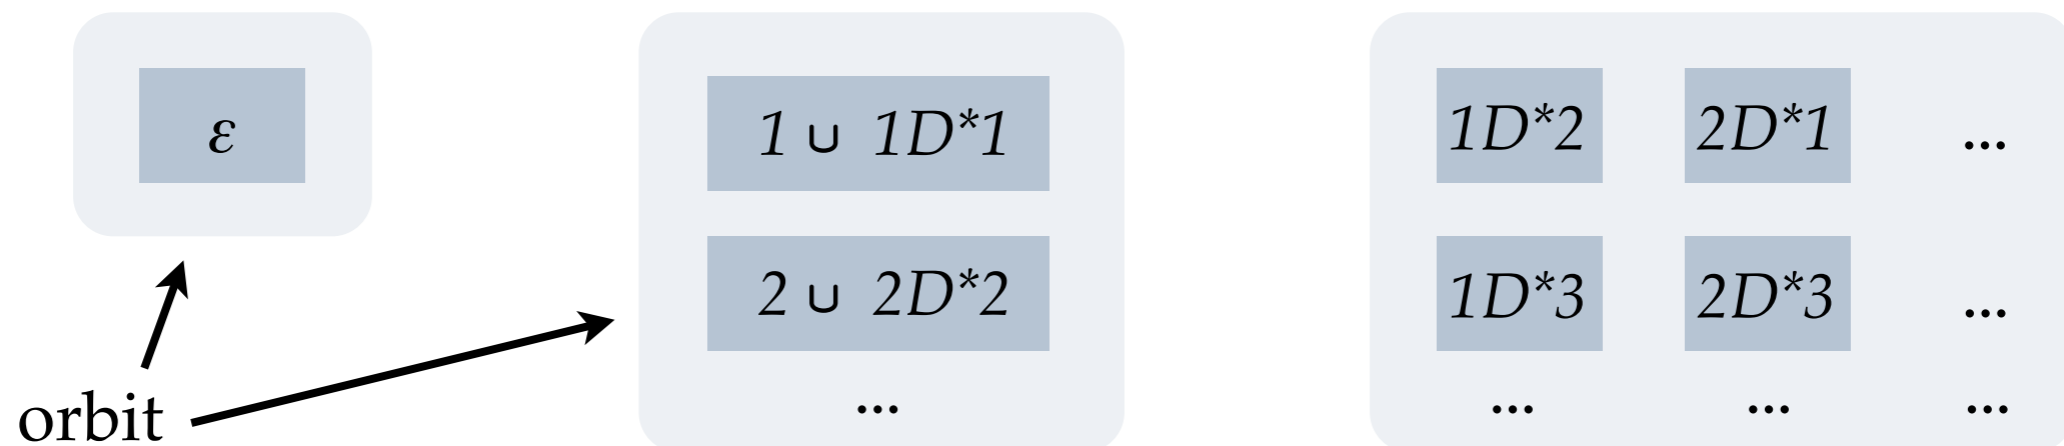 ε
1 ∪ 1D*1
2 ∪ 2D*2
...
1D*2 2D*1 ...
1D*3 2D*3 ...
... ... ...
orbit